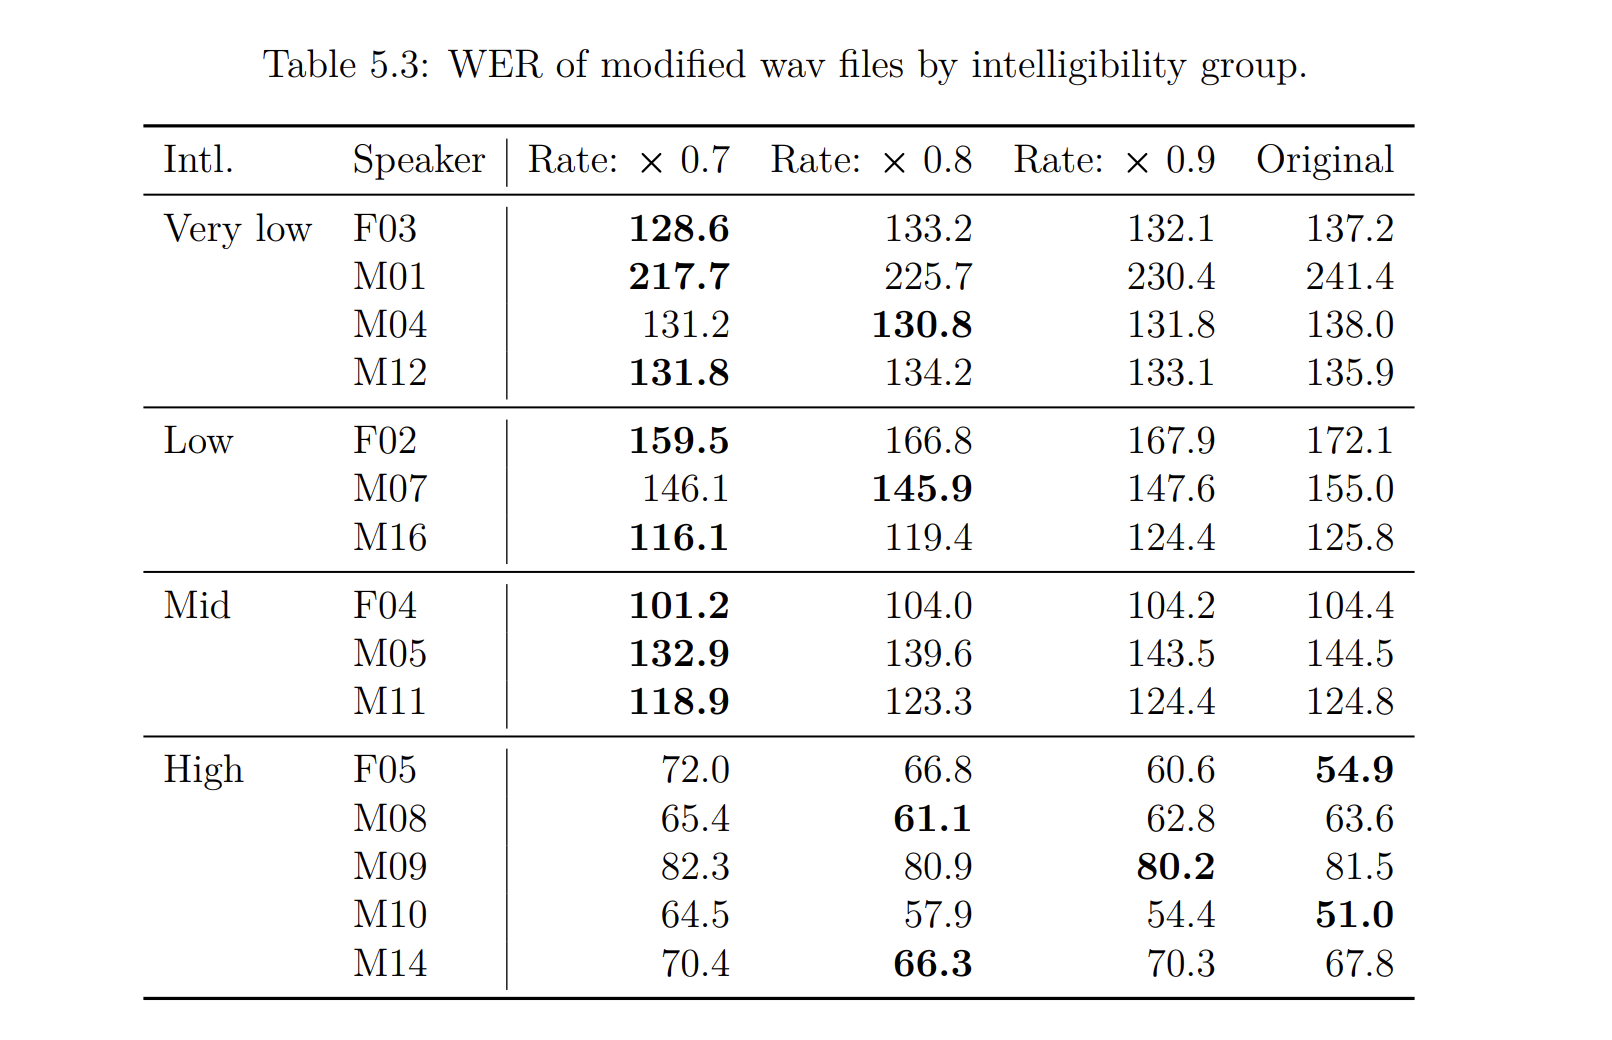 Table 5.3: WER of modified wav files by intelligibility group.
Intl. Speaker Rate: × 0.7 Rate: × 0.8 Rate: × 0.9 Original
Very low F03 128.6 133.2 132.1 137.2
M01 217.7 225.7 230.4 241.4
M04 131.2 130.8 131.8 138.0
M12 131.8 134.2 133.1 135.9
Low F02 159.5 166.8 167.9 172.1
M07 146.1 145.9 147.6 155.0
M16 116.1 119.4 124.4 125.8
Mid F04 101.2 104.0 104.2 104.4
M05 132.9 139.6 143.5 144.5
M11 118.9 123.3 124.4 124.8
High F05 72.0 66.8 60.6 54.9
M08 65.4 61.1 62.8 63.6
M09 82.3 80.9 80.2 81.5
M10 64.5 57.9 54.4 51.0
M14 70.4 66.3 70.3 67.8